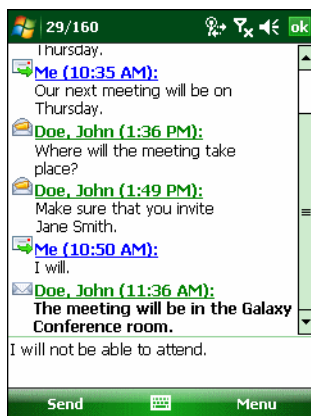 29/160 ok
Thursday.
Me (10:35 AM):
Our next meeting will be on
Thursday.
Doe, John (1:36 PM):
Where will the meeting take
place?
Doe, John (1:49 PM):
Make sure that you invite
Jane Smith.
Me (10:50 AM):
I will.
Doe, John (11:36 AM):
The meeting will be in the Galaxy
Conference room.
I will not be able to attend.
Send Menu